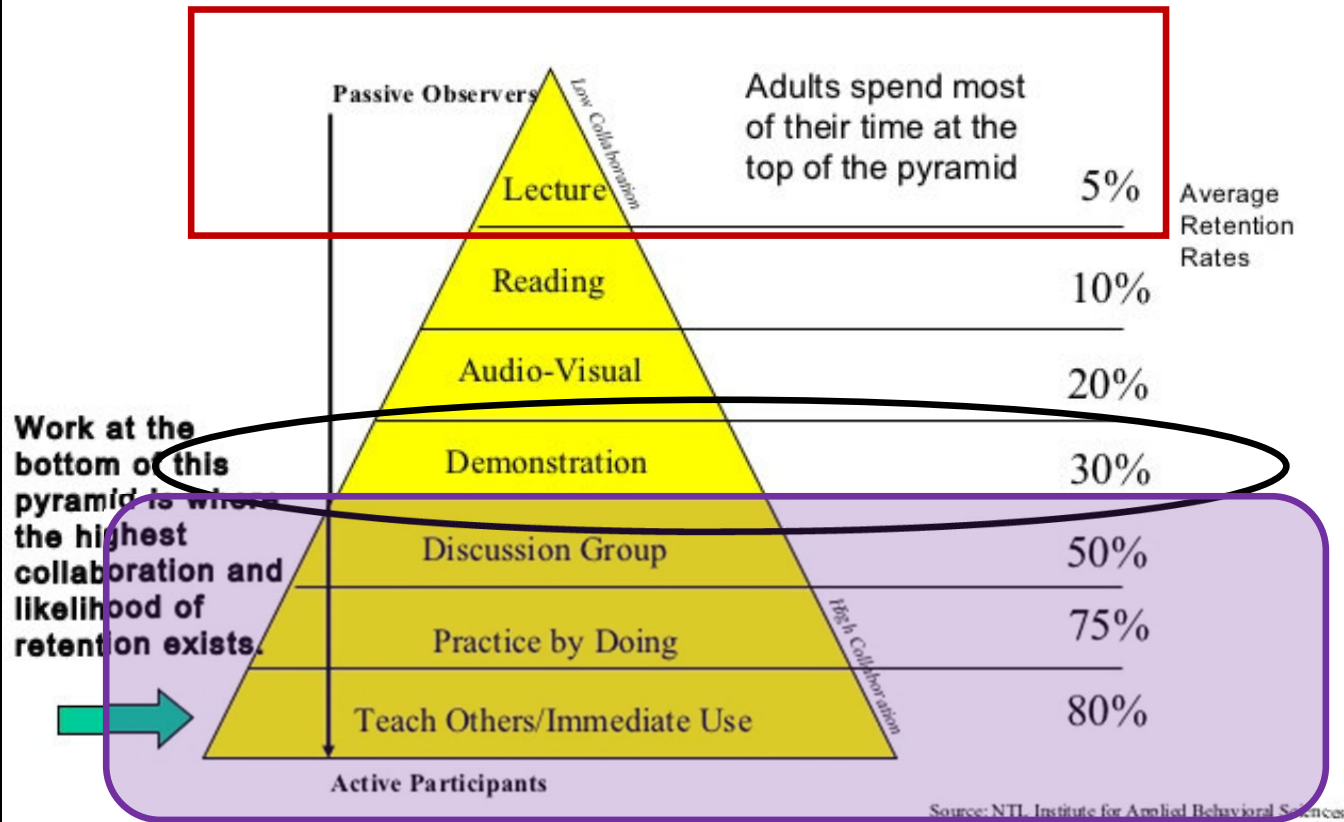 Passive Observers
Low Collaboration
Adults spend most
of their time at the
top of the pyramid
Lecture
5%
Average
Retention
Rates
Reading
10%
Audio-Visual
20%
Work at the
bottom of this
pyramid is where
the highest
collaboration and
likelihood of
retention exists.
Demonstration
30%
Discussion Group
50%
Practice by Doing
75%
High Collaboration
Teach Others/Immediate Use
80%
Active Participants
Source: NTL Institute for Applied Behavioral Sciences